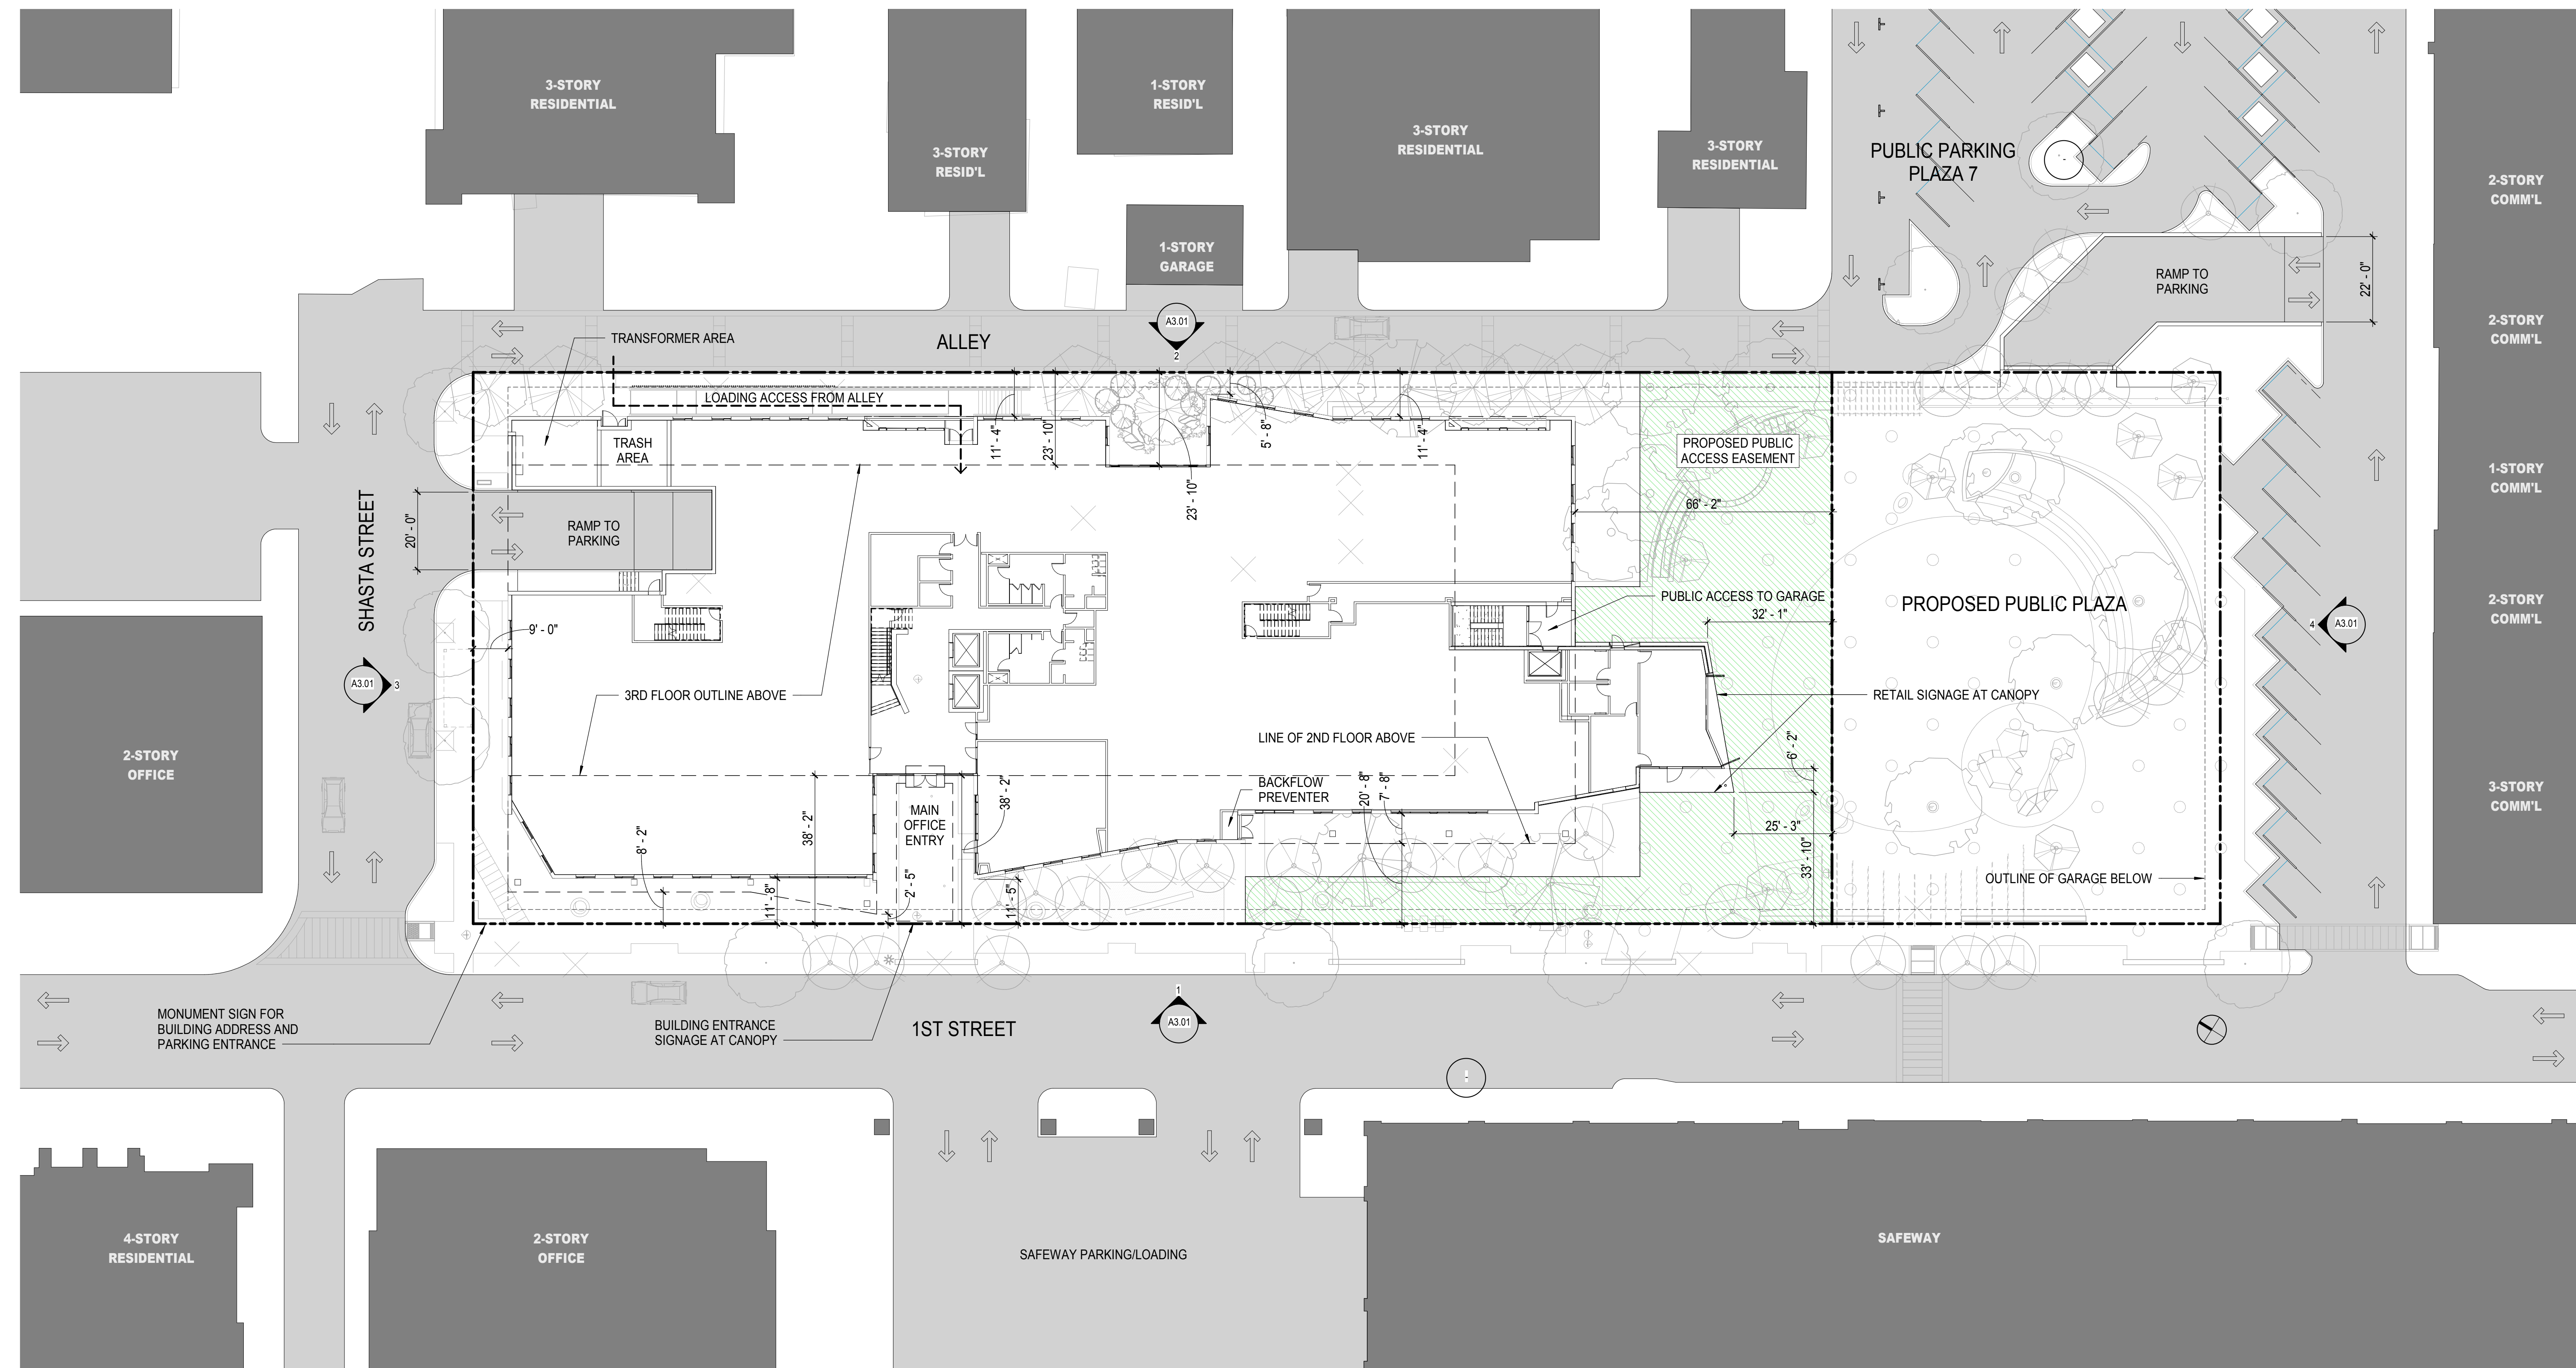 3-STORY
RESIDENTIAL
3-STORY
RESID'L
1-STORY
RESID'L
1-STORY
GARAGE
3-STORY
RESIDENTIAL
3-STORY
RESIDENTIAL
PUBLIC PARKING
PLAZA 7
2-STORY
COMM'L
RAMP TO
PARKING
22' - 0"
2-STORY
COMM'L
TRANSFORMER AREA
ALLEY
A3.01
2
LOADING ACCESS FROM ALLEY
TRASH
AREA
11' - 4"
23' - 10"
23' - 10"
5' - 8"
11' - 4"
PROPOSED PUBLIC
ACCESS EASEMENT
66' - 2"
1-STORY
COMM'L
SHASTA STREET
20' - 0"
RAMP TO
PARKING
PUBLIC ACCESS TO GARAGE
32' - 1"
PROPOSED PUBLIC PLAZA
2-STORY
COMM'L
4
A3.01
9' - 0"
A3.01
3
3RD FLOOR OUTLINE ABOVE
RETAIL SIGNAGE AT CANOPY
LINE OF 2ND FLOOR ABOVE
6' - 2"
2-STORY
OFFICE
BACKFLOW
PREVENTER
20' - 8"
7' - 8"
3-STORY
COMM'L
MAIN
OFFICE
ENTRY
38' - 2"
38' - 2"
8' - 2"
25' - 3"
33' - 10"
11' - 8"
2' - 5"
11' - 5"
OUTLINE OF GARAGE BELOW
MONUMENT SIGN FOR
BUILDING ADDRESS AND
PARKING ENTRANCE
BUILDING ENTRANCE
SIGNAGE AT CANOPY
1ST STREET
1
A3.01
4-STORY
RESIDENTIAL
2-STORY
OFFICE
SAFEWAY PARKING/LOADING
SAFEWAY